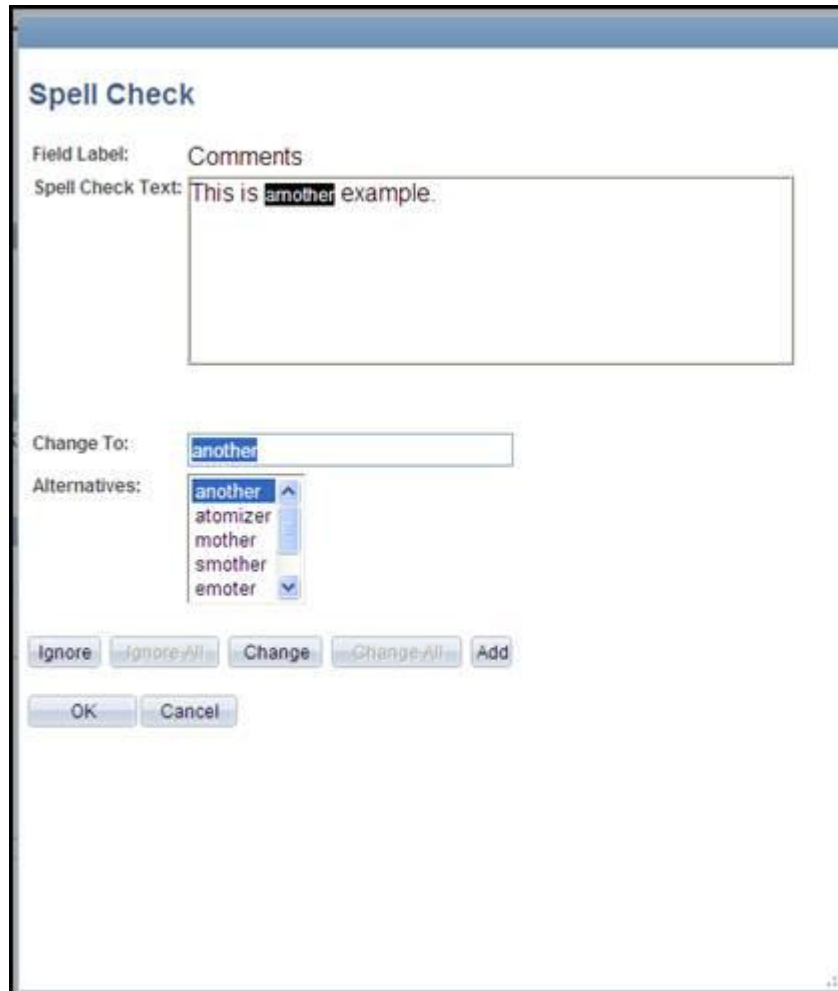 Spell Check
Field Label: Comments
Spell Check Text: This is amother example.
Change To: another
Alternatives: another
atomizer
mother
smother
emoter
Ignore Ignore All Change Change All Add
OK Cancel